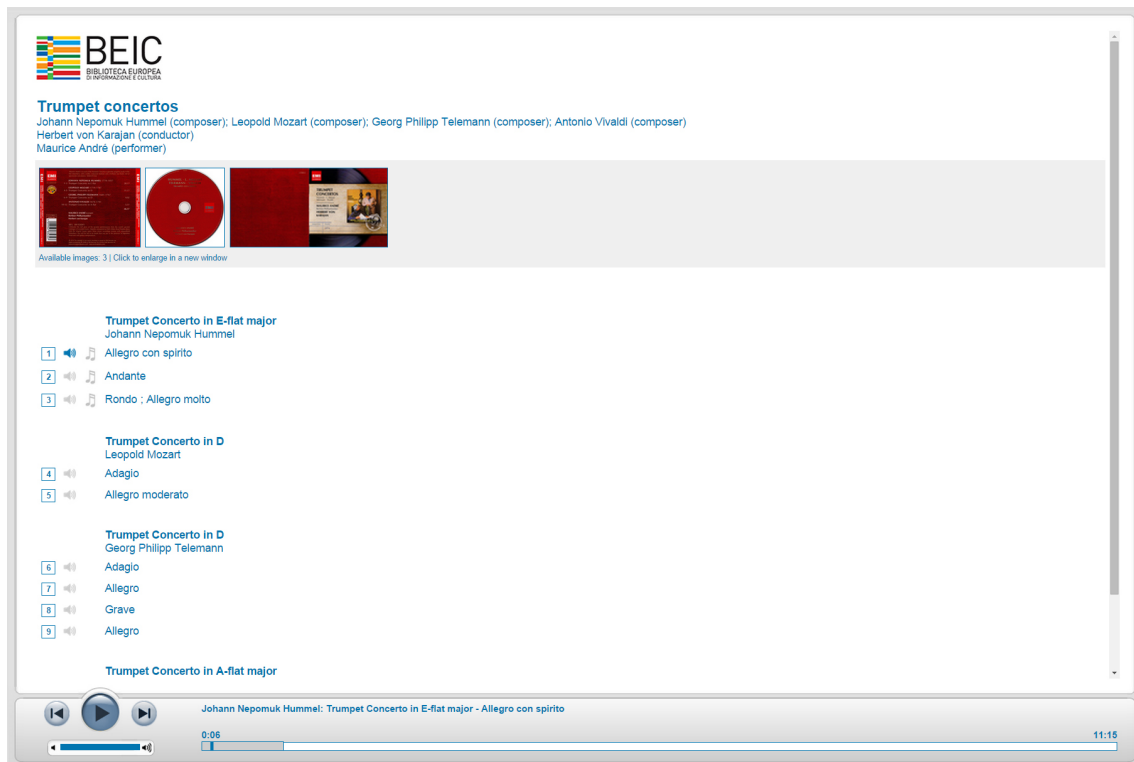 BEIC
BIBLIOTECA EUROPEA
DI INFORMAZIONE E CULTURA
Trumpet concertos
Johann Nepomuk Hummel (composer); Leopold Mozart (composer); Georg Philipp Telemann (composer); Antonio Vivaldi (composer)
Herbert von Karajan (conductor)
Maurice André (performer)
Available images: 3 | Click to enlarge in a new window
Trumpet Concerto in E-flat major
Johann Nepomuk Hummel
1 Allegro con spirito
2 Andante
3 Rondo ; Allegro molto
Trumpet Concerto in D
Leopold Mozart
4 Adagio
5 Allegro moderato
Trumpet Concerto in D
Georg Philipp Telemann
6 Adagio
7 Allegro
8 Grave
9 Allegro
Trumpet Concerto in A-flat major
Johann Nepomuk Hummel: Trumpet Concerto in E-flat major - Allegro con spirito
0:06 11:15